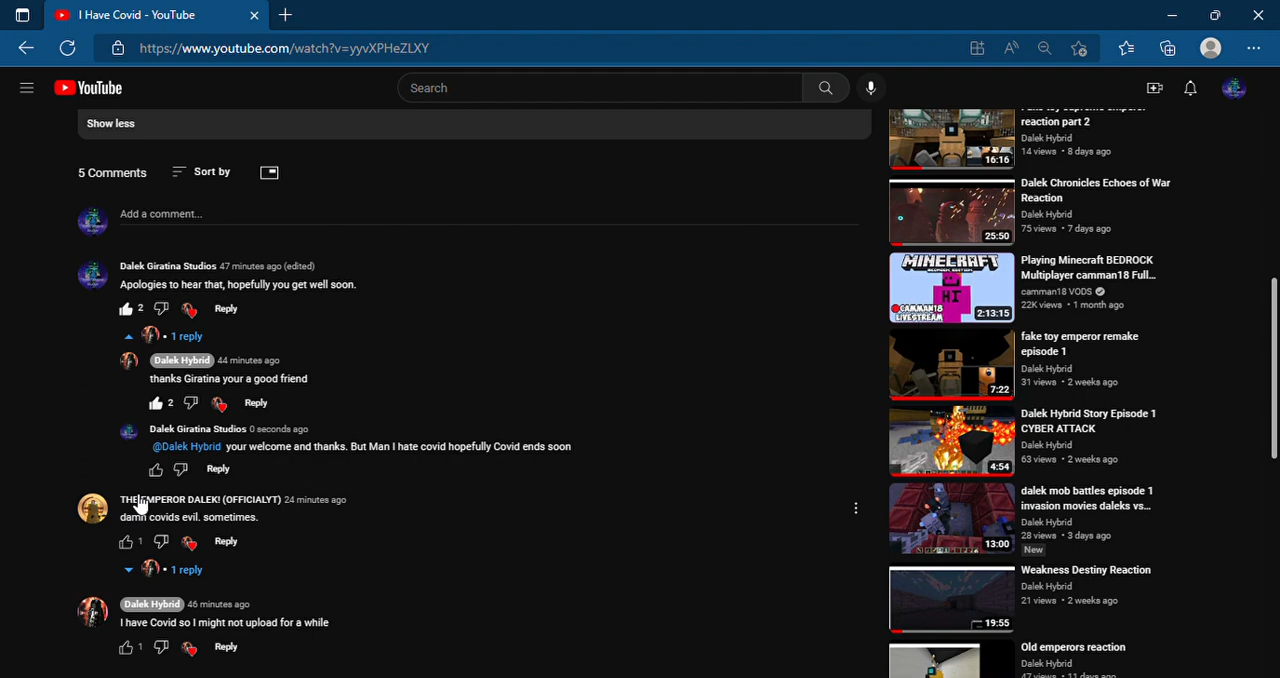 I Have Covid - YouTube
https://www.youtube.com/watch?v=yyvXPHeZLXY
YouTube
Search
Show less
5 Comments
Sort by
Add a comment...
Dalek Giratina Studios 47 minutes ago (edited)
Apologies to hear that, hopefully you get well soon.
2 Reply
• 1 reply
Dalek Hybrid 44 minutes ago
thanks Giratina your a good friend
2 Reply
Dalek Giratina Studios 0 seconds ago
@Dalek Hybrid your welcome and thanks. But Man I hate covid hopefully Covid ends soon
Reply
THE EMPEROR DALEK! (OFFICIALYT) 24 minutes ago
damn covids evil. sometimes.
1 Reply
• 1 reply
Dalek Hybrid 46 minutes ago
I have Covid so I might not upload for a while
1 Reply
reaction part 2
Dalek Hybrid
14 views • 8 days ago
16:16
Dalek Chronicles Echoes of War
Reaction
Dalek Hybrid
75 views • 7 days ago
25:50
MINECRAFT
BEDROCK EDITION
HI
CAMMAN18
LIVESTREAM
2:13:15
Playing Minecraft BEDROCK
Multiplayer camman18 Full...
camman18 VODS
22K views • 1 month ago
fake toy emperor remake
episode 1
Dalek Hybrid
31 views • 2 weeks ago
7:22
Dalek Hybrid Story Episode 1
CYBER ATTACK
Dalek Hybrid
63 views • 2 weeks ago
4:54
dalek mob battles episode 1
invasion movies daleks vs...
Dalek Hybrid
28 views • 3 days ago
New
13:00
Weakness Destiny Reaction
Dalek Hybrid
21 views • 2 weeks ago
19:55
Old emperors reaction
Dalek Hybrid
47 views • 11 days ago